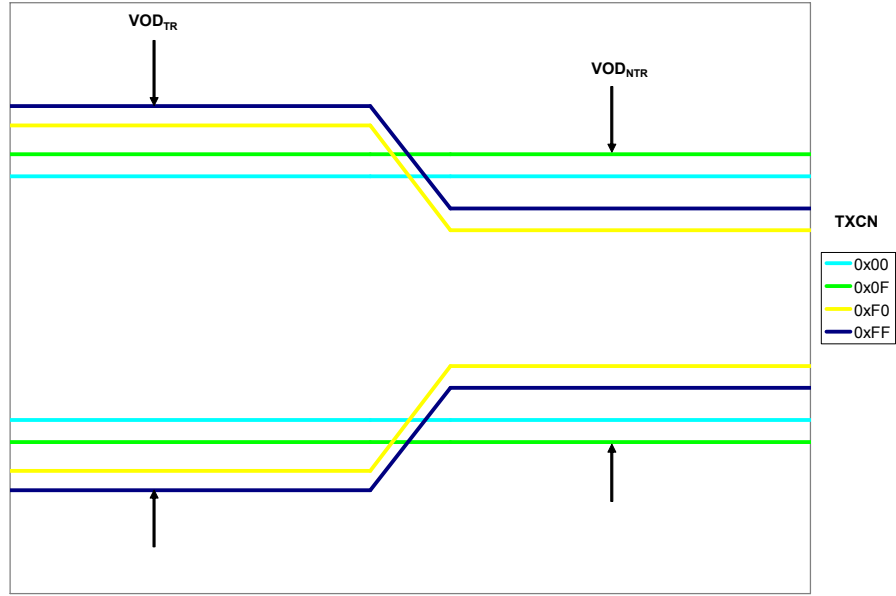 VOD_TR
VOD_NTR
TXCN
0x00
0x0F
0xF0
0xFF